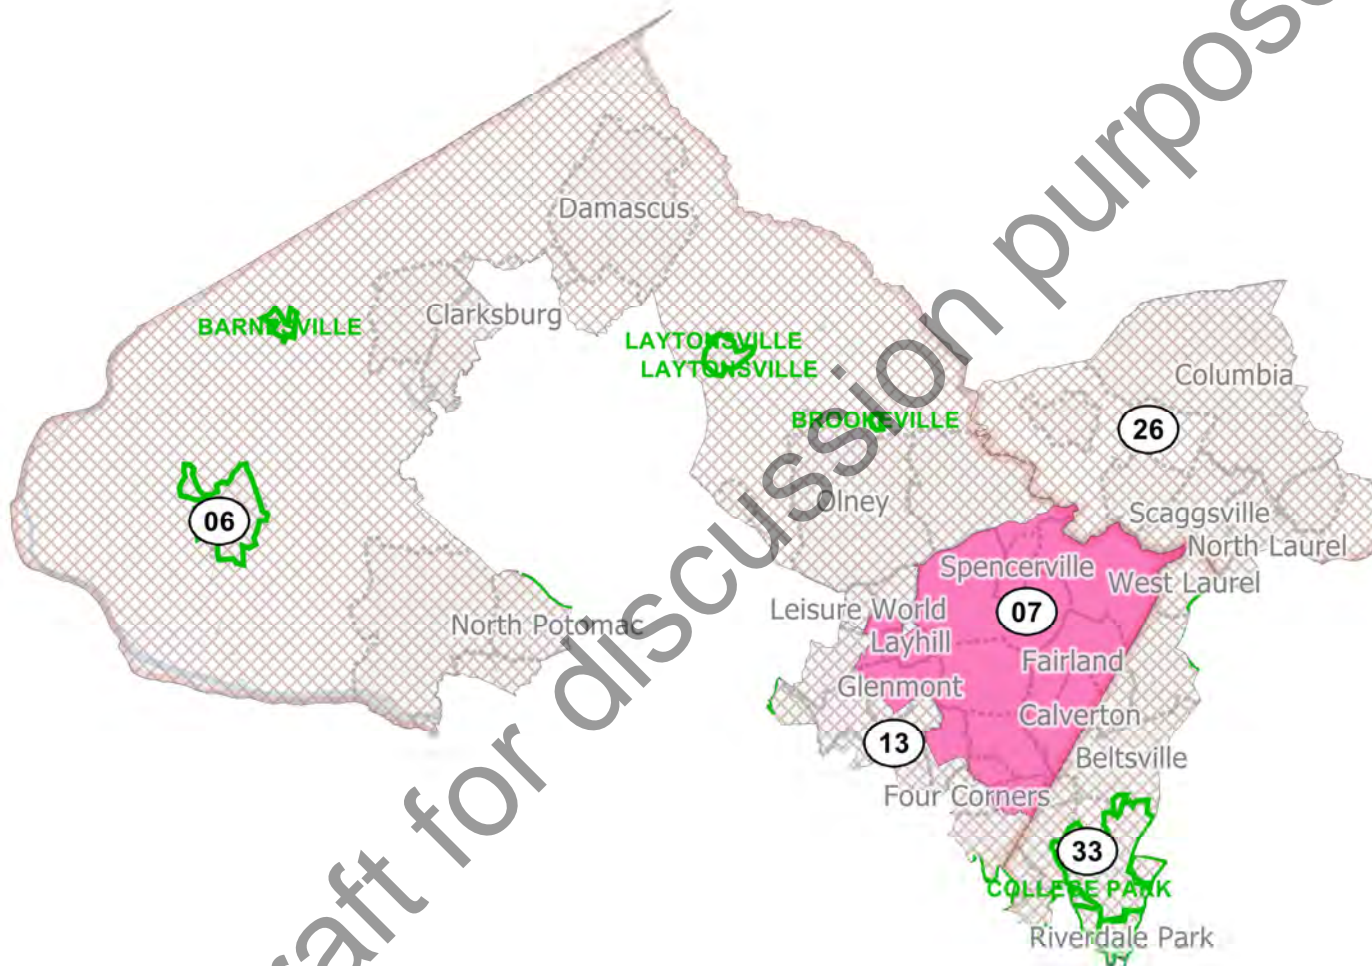 Draft for discussion purpose
Damascus
Clarksburg
BARNESVILLE
LAYTONSVILLE
LAYTONSVILLE
Columbia
BROOKEVILLE
26
Olney
06
Scaggsville
North Laurel
Spencerville
West Laurel
Leisure World
07
North Potomac
Layhill
Fairland
Glenmont
Calverton
13
Beltsville
Four Corners
33
COLLEGE PARK
Riverdale Park